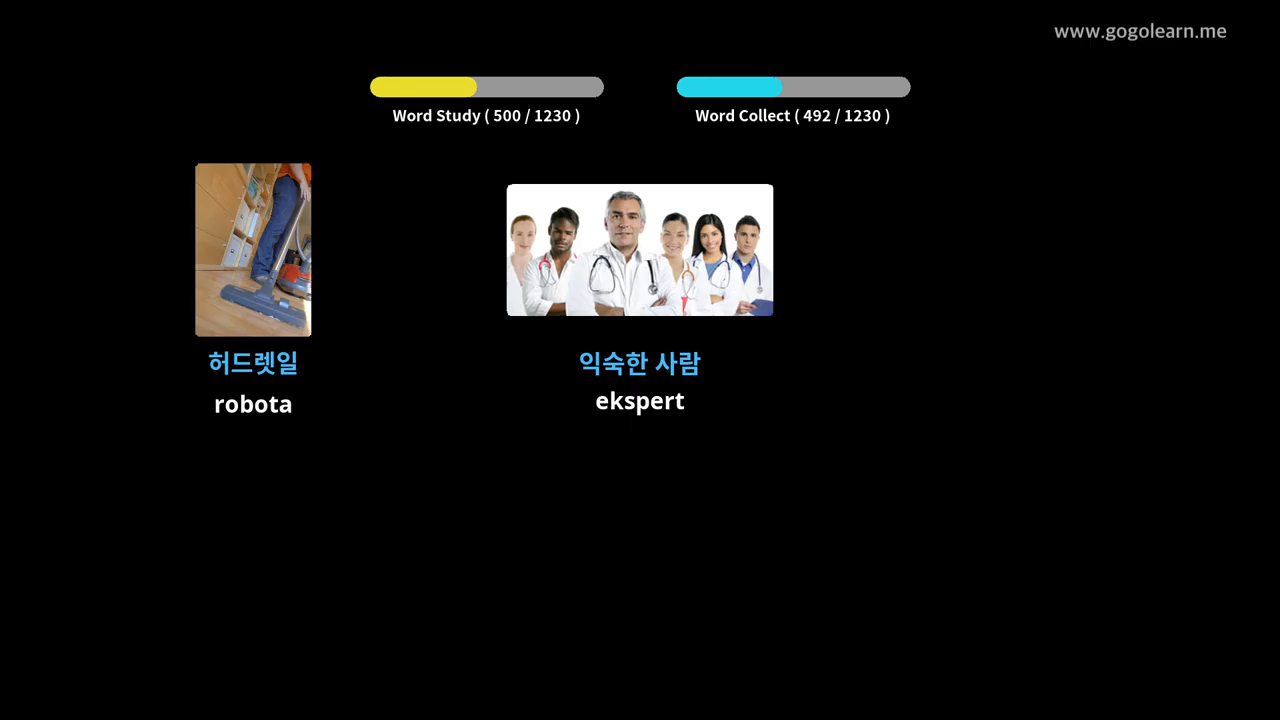 www.gogolearn.me
Word Study ( 500 / 1230 )
Word Collect ( 492 / 1230 )
허드렛일
robota
익숙한 사람
ekspert